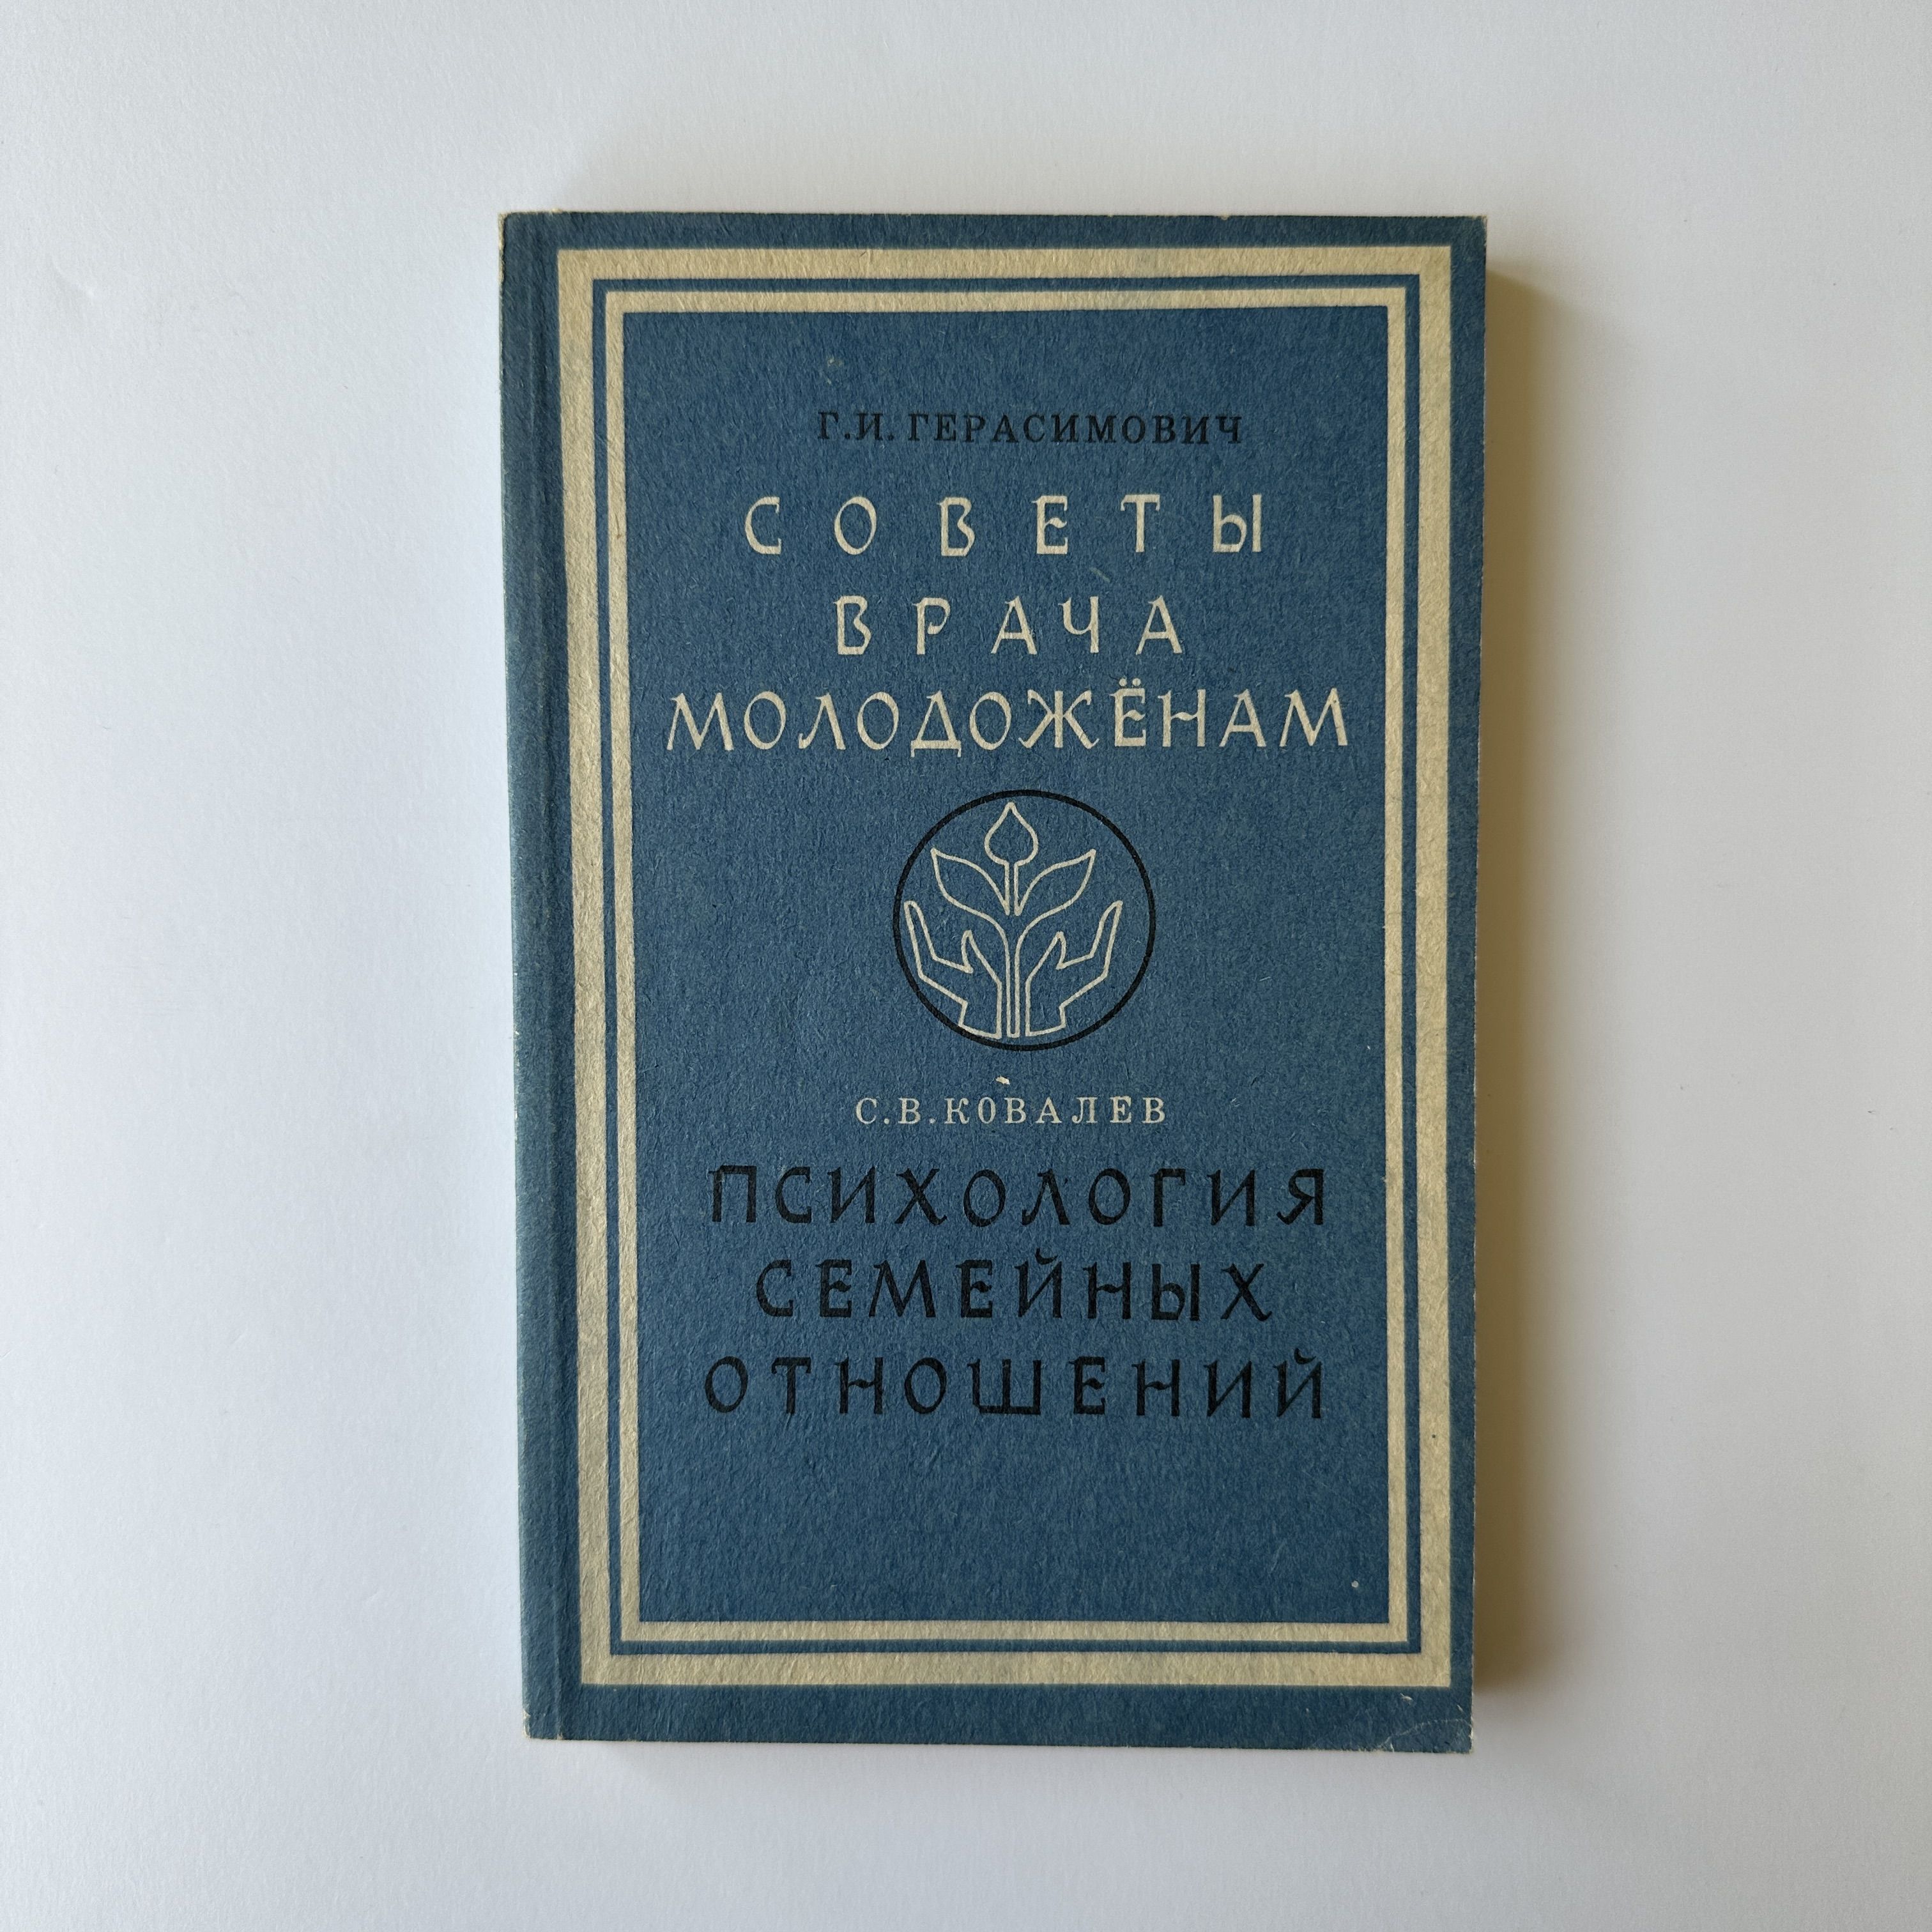 Г.И.ГЕРАСИМОВИЧ
СОВЕТЫ
ВРАЧА
МОЛОДОЖЁНАМ
С.В.КОВАЛЕВ
ПСИХОЛОГИЯ
СЕМЕЙНЫХ
ОТНОШЕНИЙ